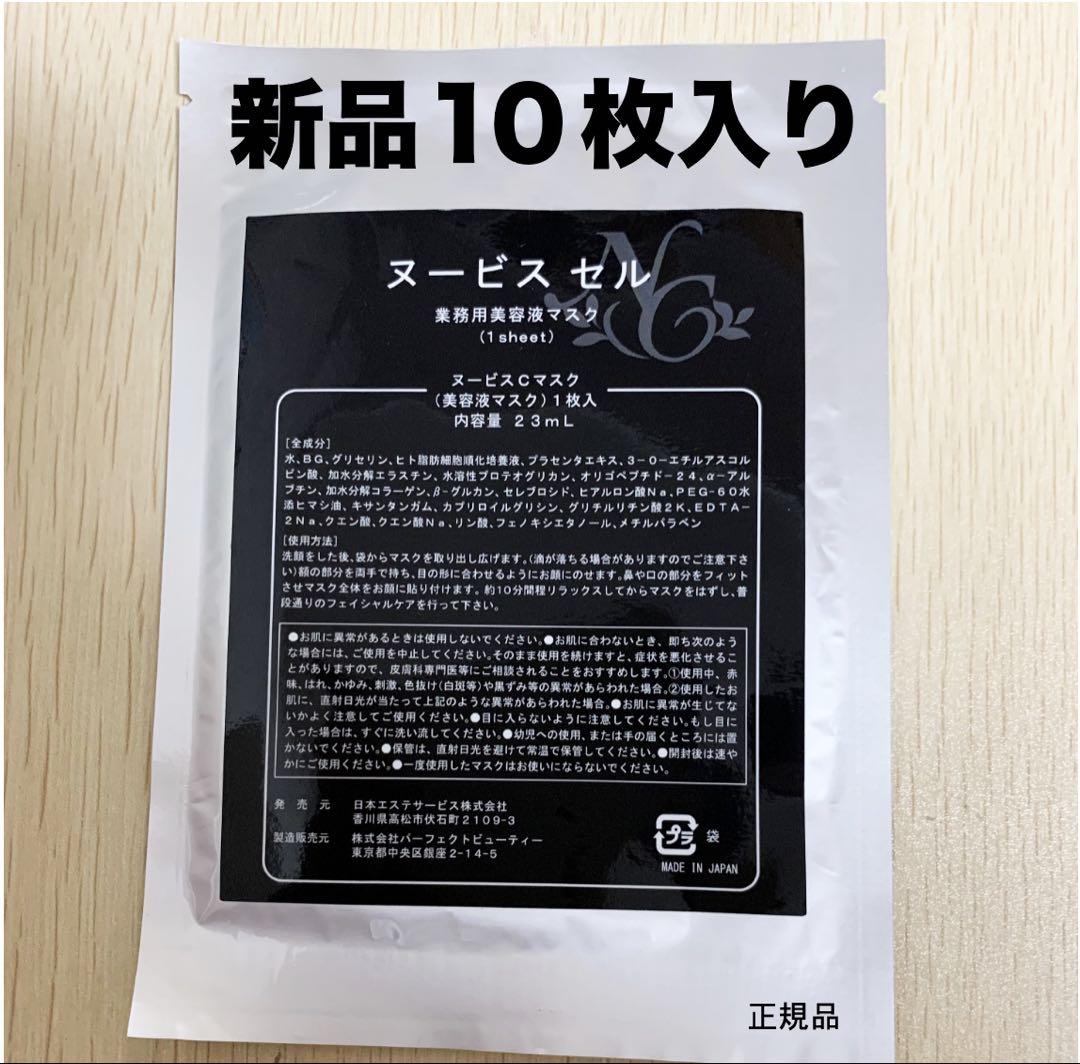 新品10枚入り
NC
ヌービス セル
業務用美容液マスク
(1sheet)
ヌービスCマスク
(美容液マスク)1枚入
内容量 23mL
[全成分]
水、BG、グリセリン、ヒト脂肪細胞順化培養液、プラセンタエキス、3-O-エチルアスコル
ビン酸、加水分解エラスチン、水溶性プロテオグリカン、オリゴペプチド-24、α-アル
ブチン、加水分解コラーゲン、β-グルカン、セレブロシド、ヒアルロン酸Na、PEG-60水
添ヒマシ油、キサンタンガム、カプリロイルグリシン、グリチルリチン酸2K、EDTA-
2Na、クエン酸、クエン酸Na、リン酸、フェノキシエタノール、メチルパラベン
[使用方法]
洗顔をした後、袋からマスクを取り出し広げます。(滴が落ちる場合がありますのでご注意下さ
い)額の部分を両手で持ち、目の形に合わせるようにお顔にのせます。鼻や口の部分をフィット
させマスク全体をお顔に貼り付けます。約10分間程リラックスしてからマスクをはずし、普
段通りのフェイシャルケアを行って下さい。
●お肌に異常があるときは使用しないでください。●お肌に合わないとき、即ち次のよう
な場合には、ご使用を中止してください。そのまま使用を続けますと、症状を悪化させるこ
とがありますので、皮膚科専門医等にご相談されることをおすすめします。①使用中、赤
味、はれ、かゆみ、刺激、色抜け(白斑等)や黒ずみ等の異常があらわれた場合。②使用したお
肌に、直射日光が当たって上記のような異常があらわれた場合。●お肌に異常が生じてな
いかよく注意してご使用ください。●目に入らないように注意してください。もし目に
入った場合は、すぐに洗い流してください。●幼児への使用、または手の届くところには置
かないでください。●保管は、直射日光を避けて常温で保管してください。●開封後は速や
かにご使用ください。●一度使用したマスクはお使いにならないでください。
発売元 日本エステサービス株式会社
香川県高松市伏石町2109-3
製造販売元 株式会社パーフェクトビューティー
東京都中央区銀座2-14-5
プラ 袋
MADE IN JAPAN
正規品